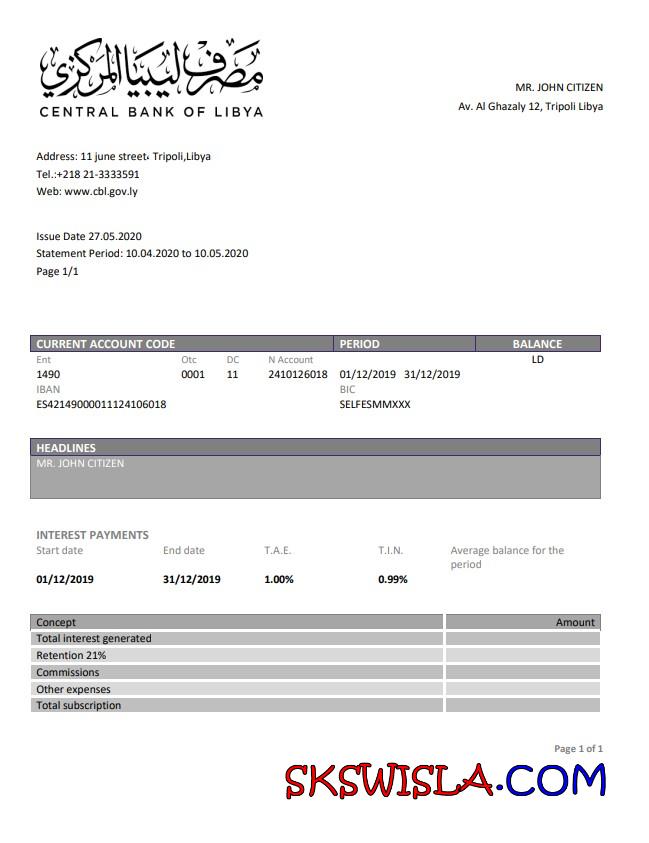 مصرف ليبيا المركزي
CENTRAL BANK OF LIBYA
MR. JOHN CITIZEN
Av. Al Ghazaly 12, Tripoli Libya
Address: 11 june street، Tripoli,Libya
Tel.:+218 21-3333591
Web: www.cbl.gov.ly
Issue Date 27.05.2020
Statement Period: 10.04.2020 to 10.05.2020
Page 1/1
CURRENT ACCOUNT CODE PERIOD BALANCE
Ent Otc DC N Account LD
1490 0001 11 2410126018 01/12/2019 31/12/2019
IBAN BIC
ES42149000011124106018 SELFESMMXXX
HEADLINES
MR. JOHN CITIZEN
INTEREST PAYMENTS
Start date End date T.A.E. T.I.N. Average balance for the
period
01/12/2019 31/12/2019 1.00% 0.99%
Concept Amount
Total interest generated
Retention 21%
Commissions
Other expenses
Total subscription
Page 1 of 1
SKSWISLA.COM